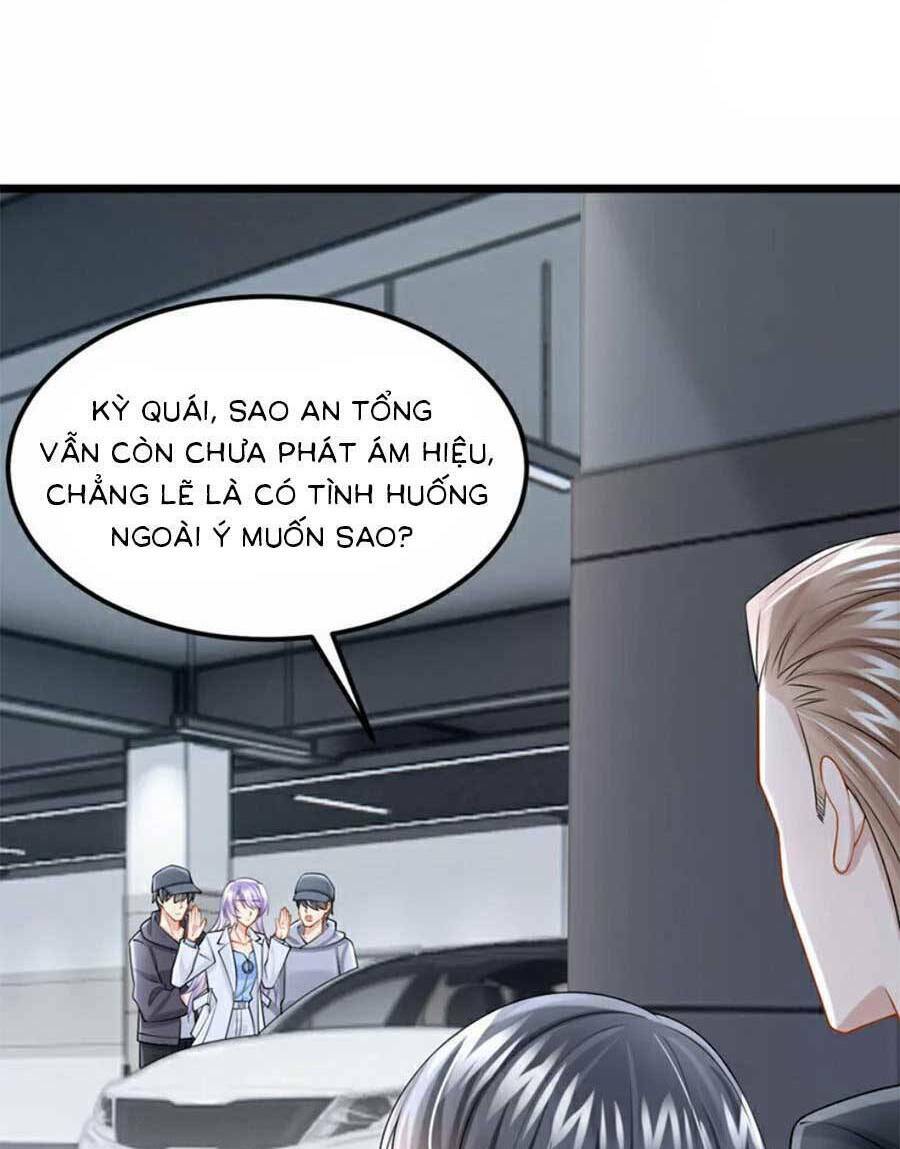 KỲ QUÁI, SAO AN TỔNG
VẪN CÒN CHƯA PHÁT ÁM HIỆU,
CHẲNG LẼ LÀ CÓ TÌNH HUỐNG
NGOÀI Ý MUỐN SAO?